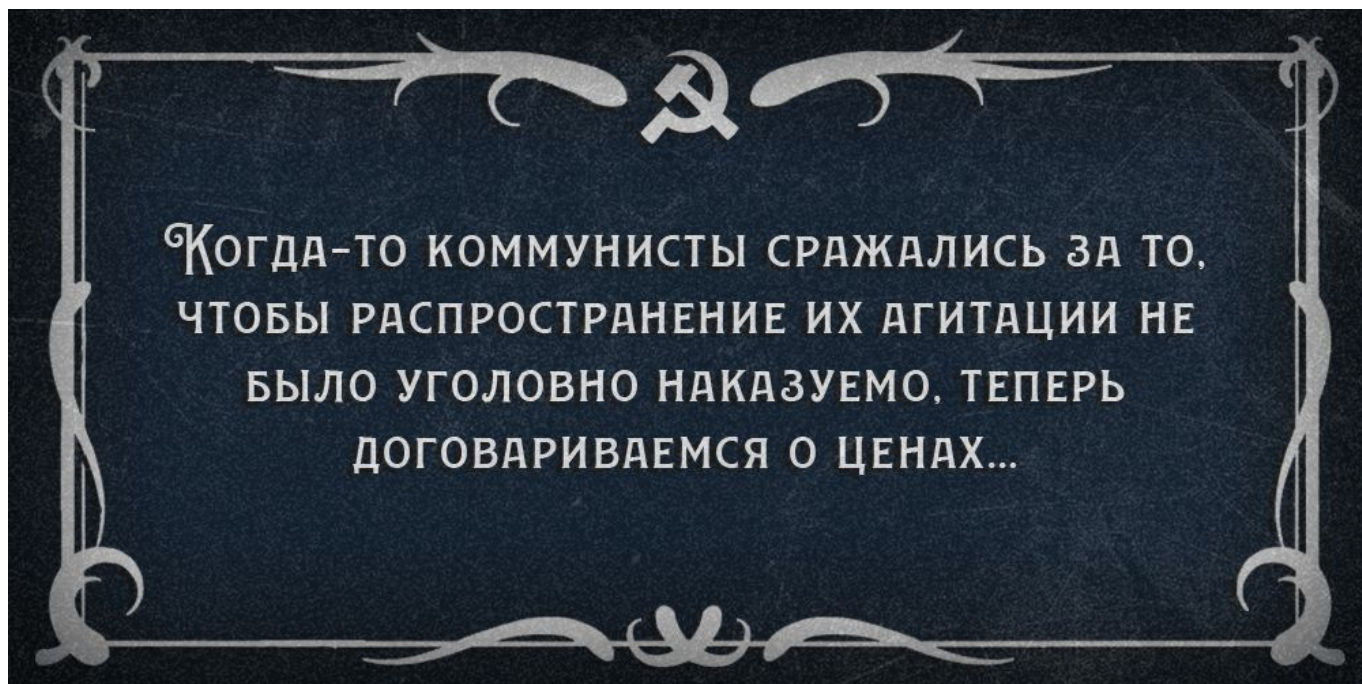 Когда-то коммунисты сражались за то,
чтобы распространение их агитации не
было уголовно наказуемо, теперь
договариваемся о ценах...